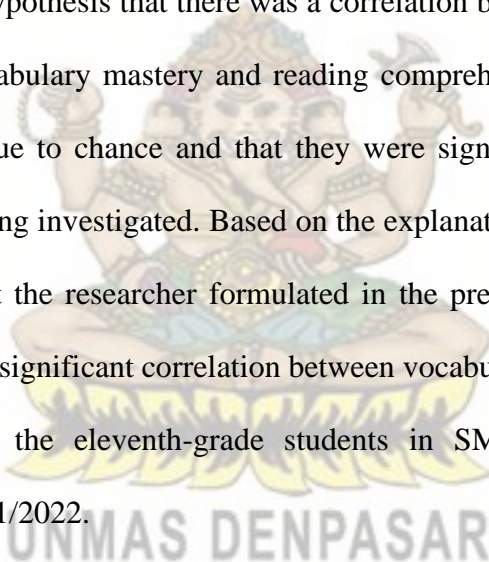 ypothesis that there was a correlation b
abulary mastery and reading compreh
ue to chance and that they were sign
ng investigated. Based on the explanat
t the researcher formulated in the pre
significant correlation between vocabu
the eleventh-grade students in SM
1/2022.
UNMAS DENPASAR